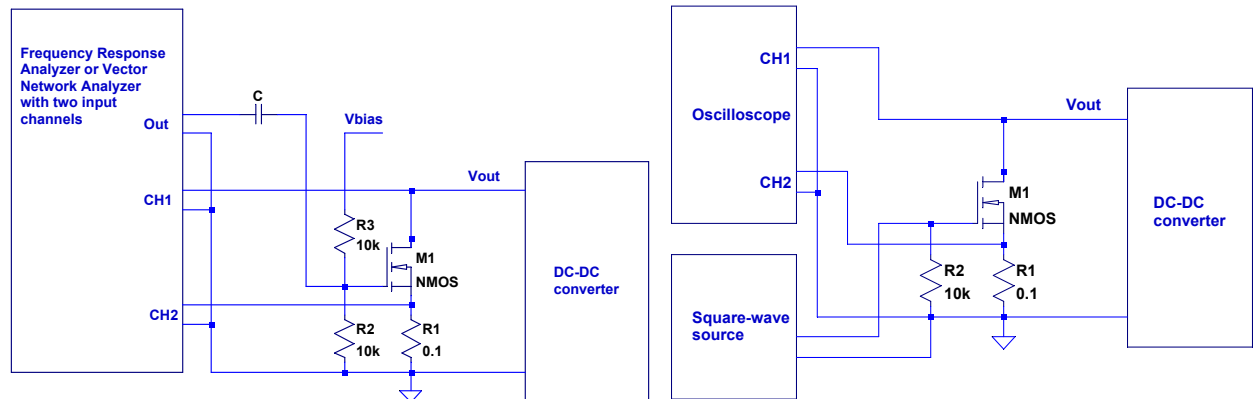 Frequency Response
Analyzer or Vector
Network Analyzer
with two input
channels
Out
CH1
CH2
C
Vbias
Vout
R3
10k
M1
NMOS
R2
10k
R1
0.1
DC-DC
converter
CH1
Oscilloscope
CH2
Vout
M1
NMOS
R2
10k
R1
0.1
DC-DC
converter
Square-wave
source